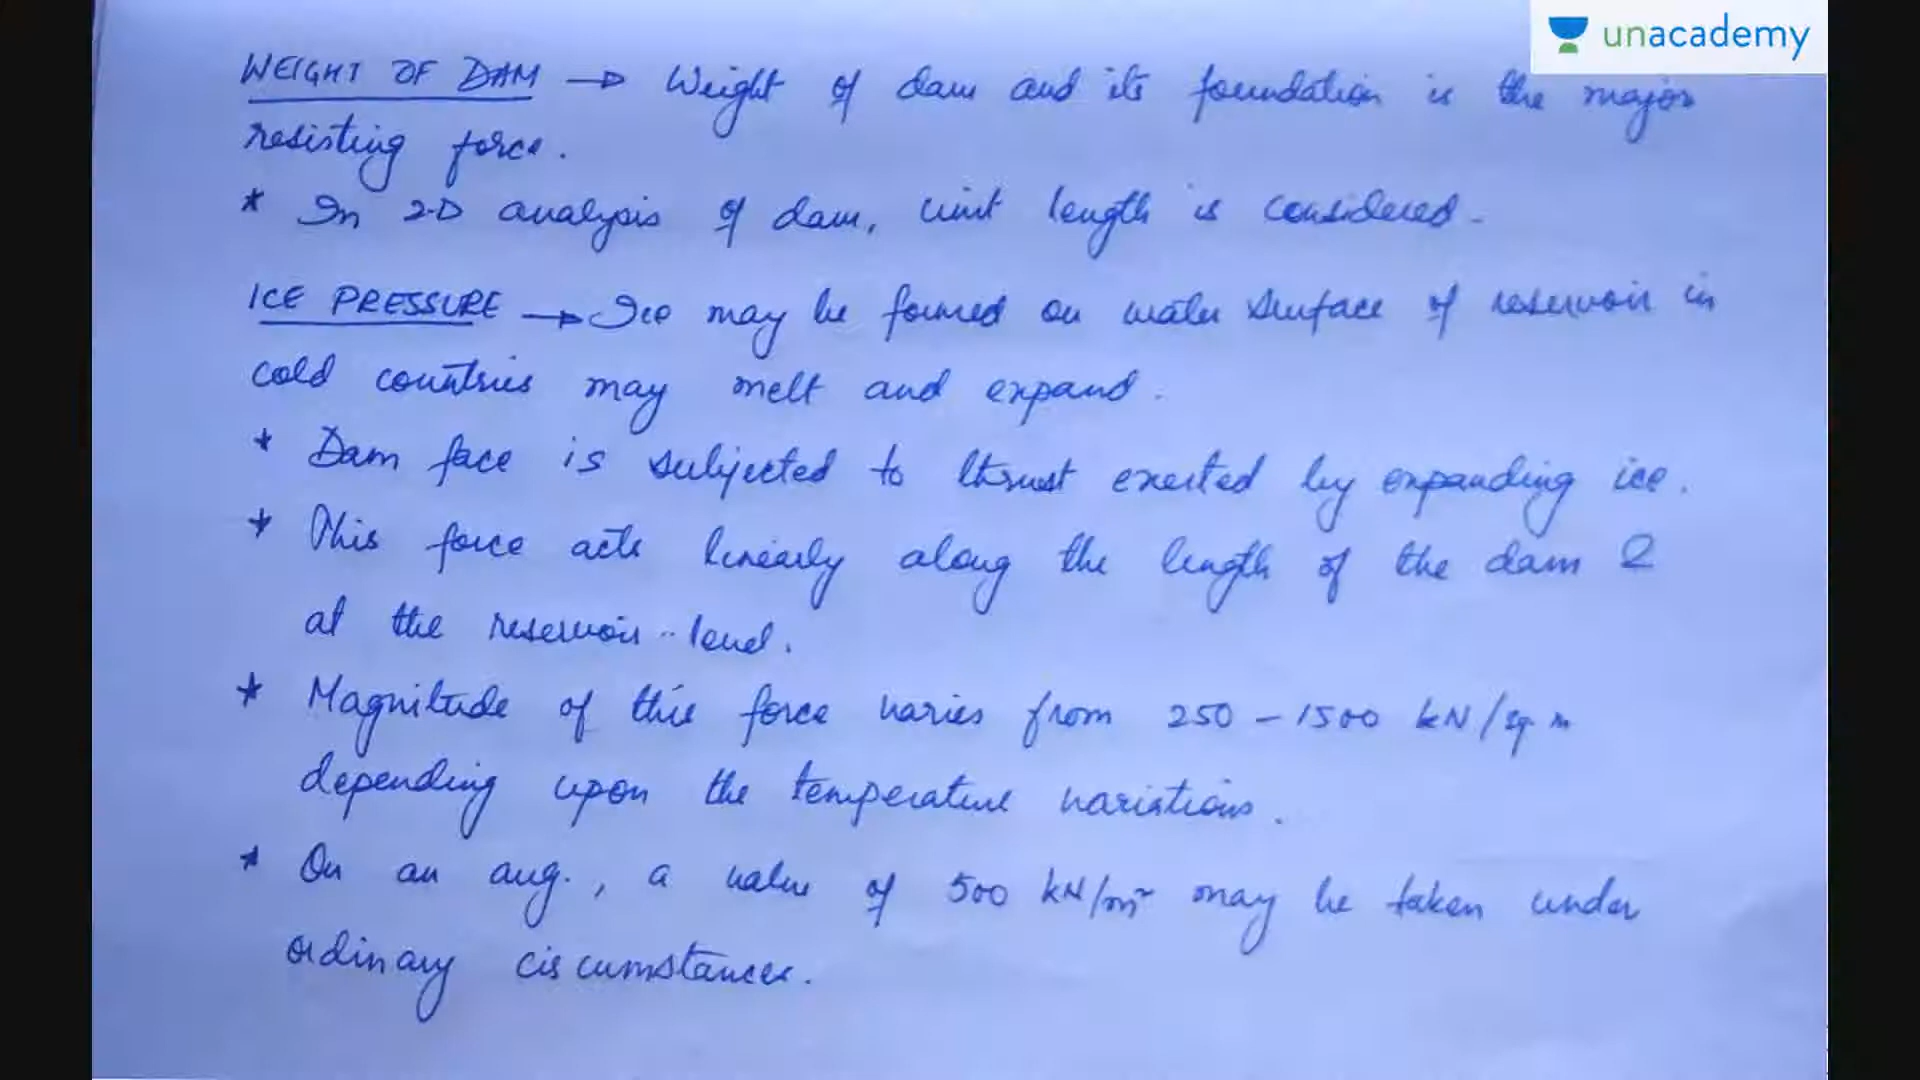 unacademy
WEIGHT OF DAM → Weight of dam and its foundation is the major
resisting force.
* In 2-D analysis of dam, unit length is considered.
ICE PRESSURE → Ice may be formed on water surface of reservoir in
cold countries may melt and expand.
* Dam face is subjected to thrust exerted by expanding ice.
* This force acts linearly along the length of the dam &
at the reservoir level.
* Magnitude of this force varies from 250 - 1500 kN/sq m
depending upon the temperature variations.
* On an avg., a value of 500 kN/m² may be taken under
ordinary circumstances.